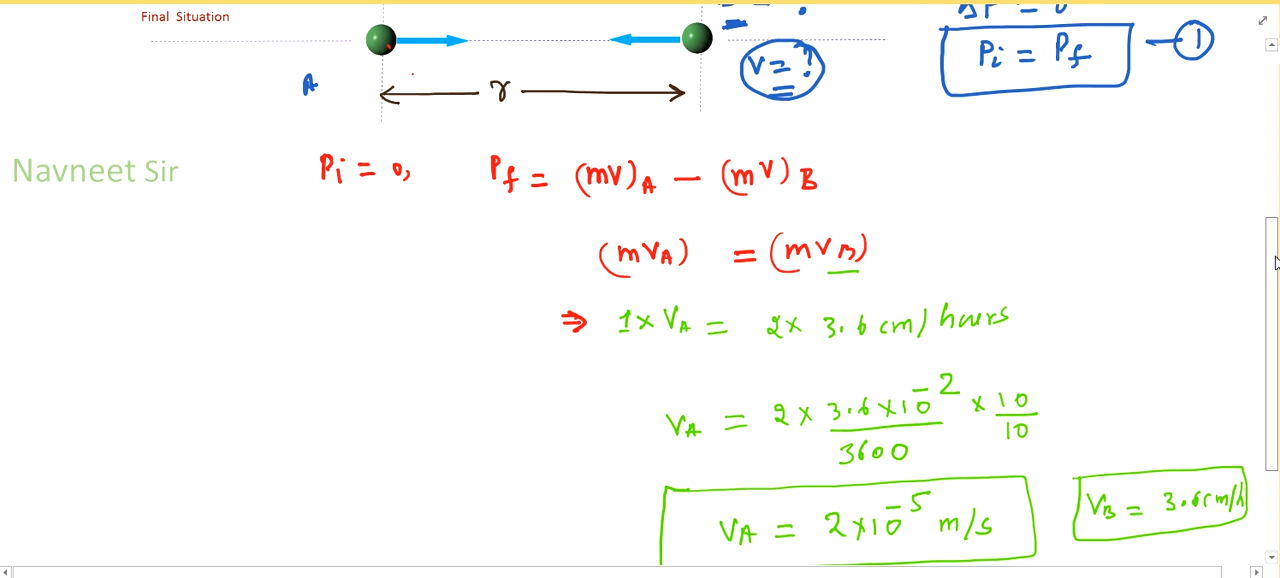 Final Situation
ΔP = 0
= ?
V = ?
Pi = Pf ← 1
A
r
Navneet Sir
Pi = 0, Pf = (mV)A − (mV)B
(mVA) = (mVB)
⇒ 1 × VA = 2 × 3.6 cm/hours
VA = 2 × 3.6 × 10⁻² / 3600 × 10/10
VA = 2×10⁻⁵ m/s
VB = 3.6cm/h